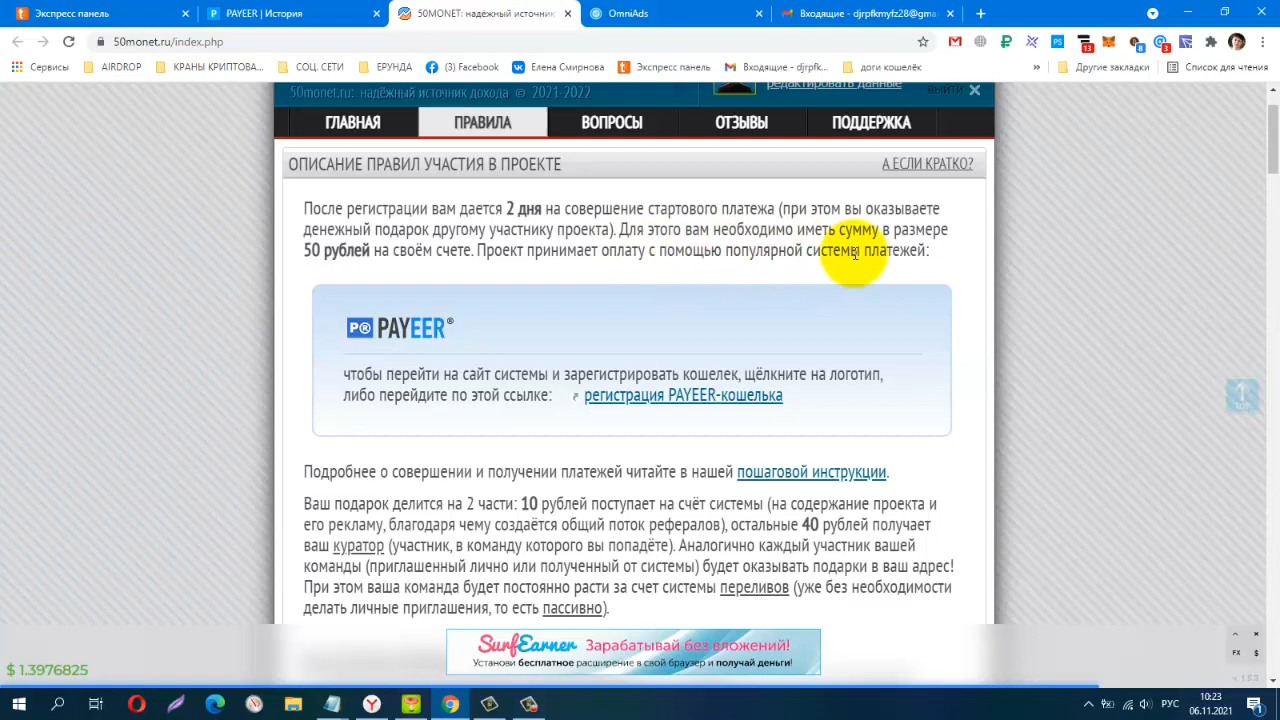 Экспресс панель
PAYEER | История
50MONET: надёжный источник
OmniAds
Входящие - djrpfkmyfz28@gma
50monet.ru/index.php
Сервисы
AIRDROP
КРАНЫ КРИПТОВА...
СОЦ. СЕТИ
ЕРУНДА
(3) Facebook
Елена Смирнова
Экспресс панель
Входящие - djrpfk...
доги кошелёк
»
Другие закладки
Список для чтения
50monet.ru: надёжный источник дохода © 2021-2022
редактировать данные
ВЫЙТИ
ГЛАВНАЯ
ПРАВИЛА
ВОПРОСЫ
ОТЗЫВЫ
ПОДДЕРЖКА
ОПИСАНИЕ ПРАВИЛ УЧАСТИЯ В ПРОЕКТЕ
А ЕСЛИ КРАТКО?
После регистрации вам дается 2 дня на совершение стартового платежа (при этом вы оказываете
денежный подарок другому участнику проекта). Для этого вам необходимо иметь сумму в размере
50 рублей на своём счете. Проект принимает оплату с помощью популярной системы платежей:
PAYEER®
чтобы перейти на сайт системы и зарегистрировать кошелек, щёлкните на логотип,
либо перейдите по этой ссылке: регистрация PAYEER-кошелька
TOP
Подробнее о совершении и получении платежей читайте в нашей пошаговой инструкции.
Ваш подарок делится на 2 части: 10 рублей поступает на счёт системы (на содержание проекта и
его рекламу, благодаря чему создаётся общий поток рефералов), остальные 40 рублей получает
ваш куратор (участник, в команду которого вы попадёте). Аналогично каждый участник вашей
команды (приглашенный лично или полученный от системы) будет оказывать подарки в ваш адрес!
При этом ваша команда будет постоянно расти за счет системы переливов (уже без необходимости
делать личные приглашения, то есть пассивно).
SurfEarner Зарабатывай без вложений!
Установи бесплатное расширение в свой браузер и получай деньги!
$ 1.3976825
FX $
v 1.5.3
РУС
10:23
06.11.2021